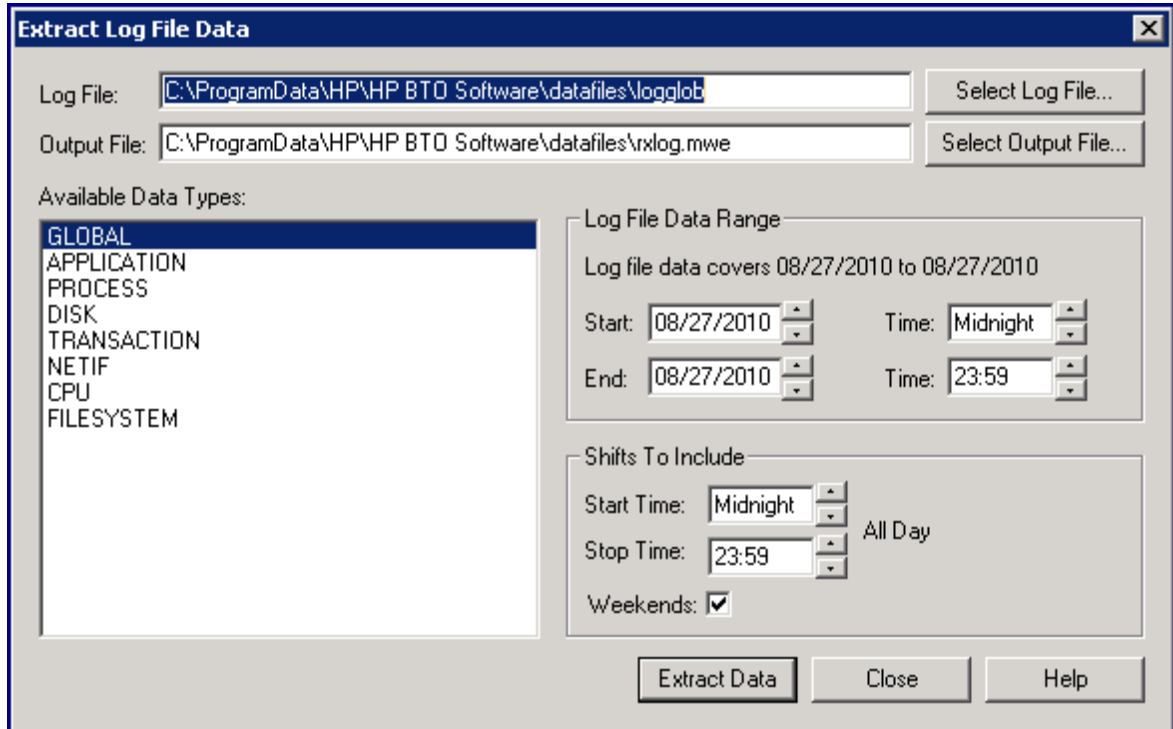 Extract Log File Data
Log File: C:\ProgramData\HP\HP BTO Software\datafiles\logglob Select Log File...
Output File: C:\ProgramData\HP\HP BTO Software\datafiles\rxlog.mwe Select Output File...
Available Data Types:
GLOBAL
APPLICATION
PROCESS
DISK
TRANSACTION
NETIF
CPU
FILESYSTEM
Log File Data Range
Log file data covers 08/27/2010 to 08/27/2010
Start: 08/27/2010 Time: Midnight
End: 08/27/2010 Time: 23:59
Shifts To Include
Start Time: Midnight
Stop Time: 23:59
All Day
Weekends:
Extract Data Close Help